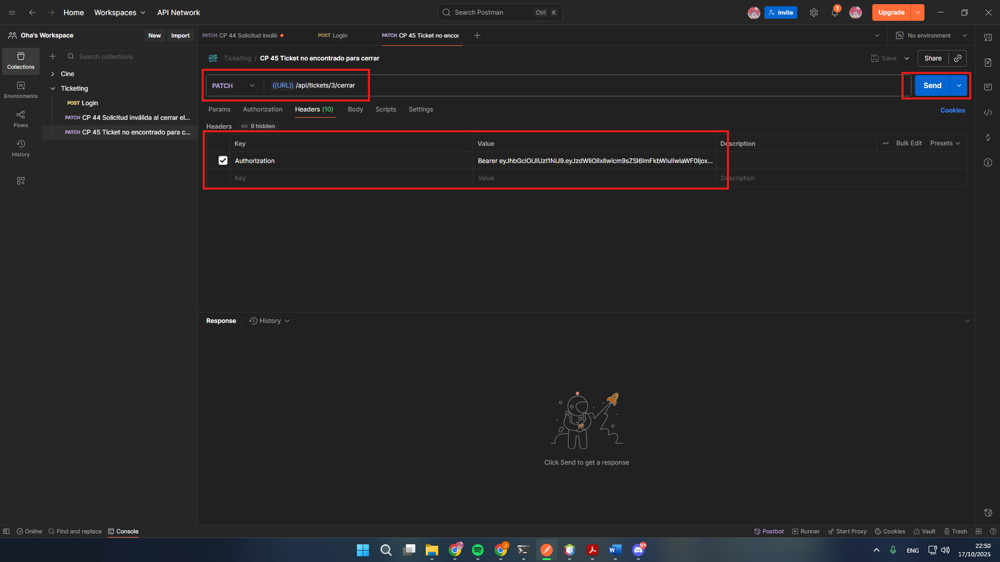 Home Workspaces API Network
Search Postman Ctrl K
Invite 1 Upgrade
Oha's Workspace New Import
PATCH CP 44 Solicitud inváli
POST Login
PATCH CP 45 Ticket no encor
No environment
Collections
Environments
Flows
History
Search collections
Cine
Ticketing
POST Login
PATCH CP 44 Solicitud inválida al cerrar el...
PATCH CP 45 Ticket no encontrado para c...
HTTP Ticketing / CP 45 Ticket no encontrado para cerrar
Save Share
PATCH {{URL}} /api/tickets/3/cerrar
Send
Params Authorization Headers (10) Body Scripts Settings
Cookies
Headers 9 hidden
Key Value Description Bulk Edit Presets
Authorization Bearer eyJhbGciOiJIUzI1NiJ9.eyJzdWIiOiIxIiwicm9sZSI6ImFkbWluIiwiaWF0Ijox...
Key Value Description
Response History
Click Send to get a response
Online Find and replace Console
Postbot Runner Start Proxy Cookies Vault Trash
J
9+
ENG
22:50
17/10/2025